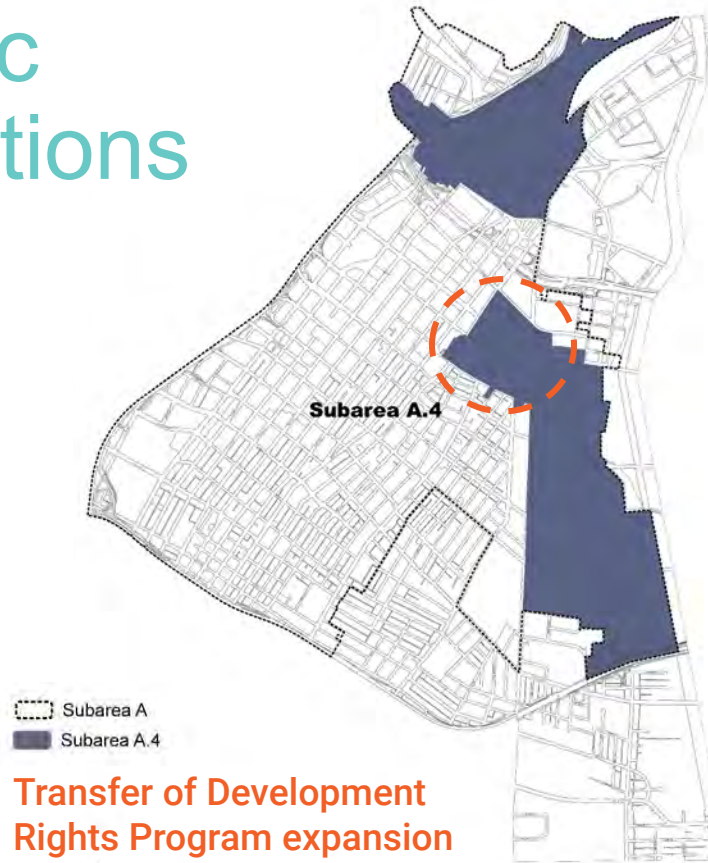 c
tions
Subarea A.4
Subarea A
Subarea A.4
Transfer of Development
Rights Program expansion